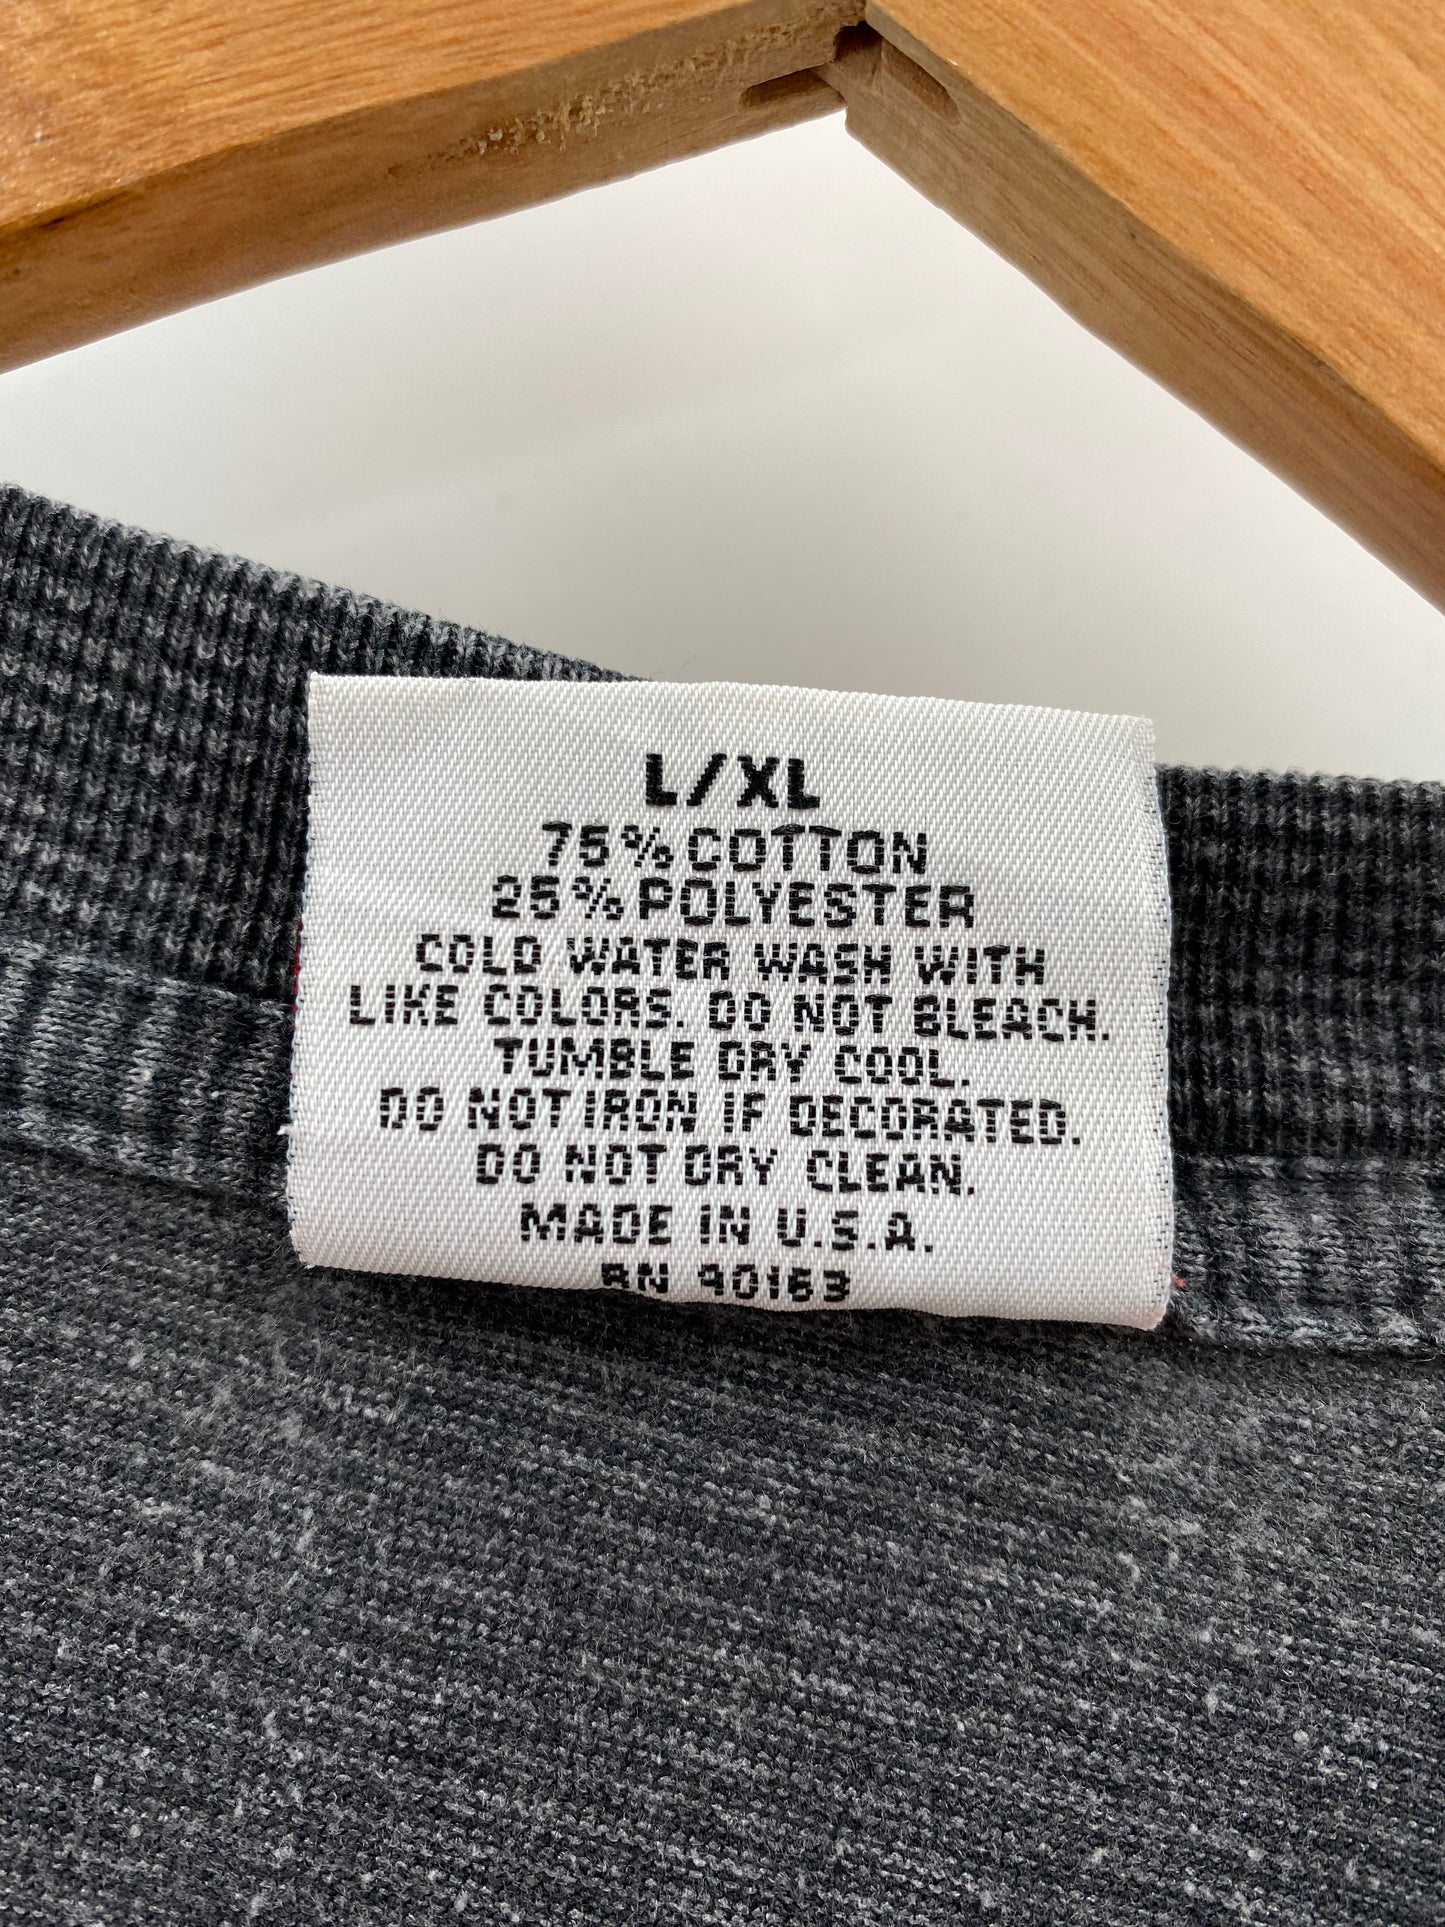 L/XL
75% COTTON
25% POLYESTER
COLD WATER WASH WITH
LIKE COLORS. DO NOT BLEACH.
TUMBLE DRY COOL.
DO NOT IRON IF DECORATED.
DO NOT DRY CLEAN.
MADE IN U.S.A.
RN 90163